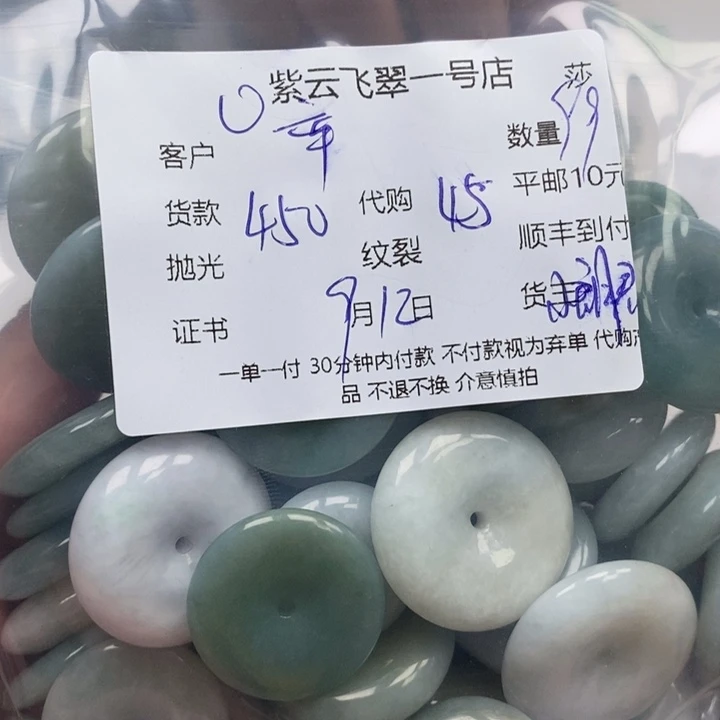 紫云飞翠一号店 莎
客户 数量 59
货款 450 代购 45 平邮10元
抛光 纹裂 顺丰到付
证书 9月12日 货主
一单一付 30分钟内付款 不付款视为弃单 代购
品 不退不换 介意慎拍